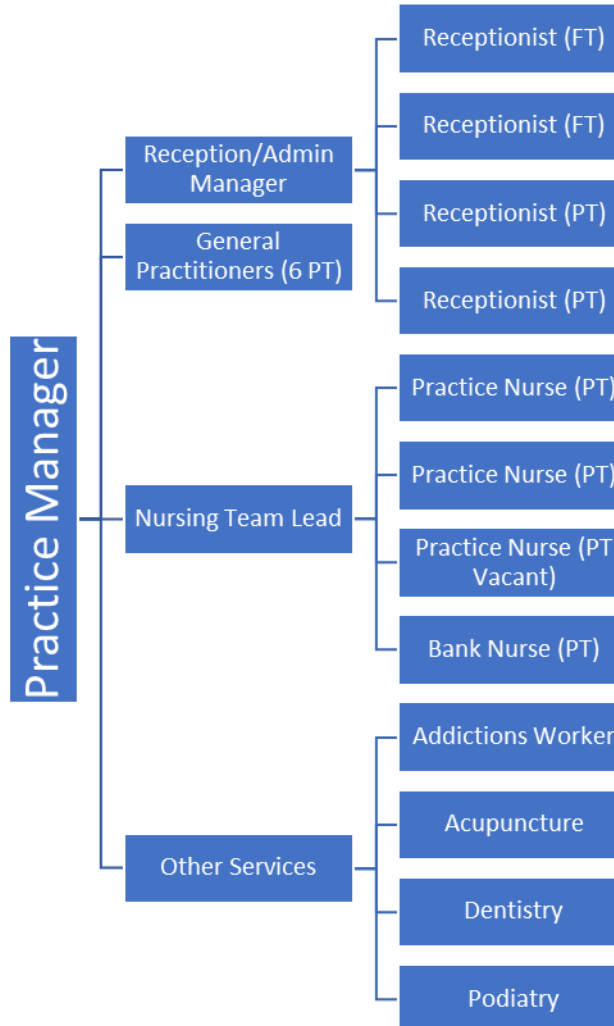 Practice Manager
Reception/Admin
Manager
Receptionist (FT)
Receptionist (FT)
Receptionist (PT)
Receptionist (PT)
General
Practitioners (6 PT)
Nursing Team Lead
Practice Nurse (PT)
Practice Nurse (PT)
Practice Nurse (PT
Vacant)
Bank Nurse (PT)
Other Services
Addictions Worker
Acupuncture
Dentistry
Podiatry